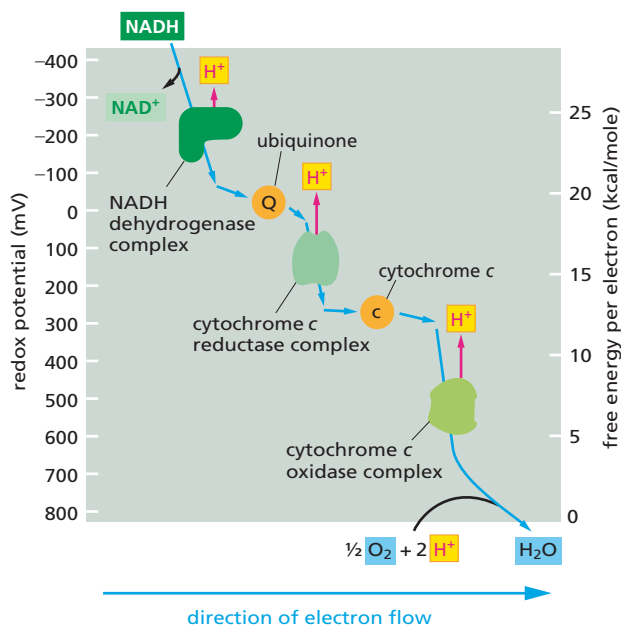 NADH
−400
−300
−200
−100
0
100
200
300
400
500
600
700
800
redox potential (mV)
NAD+
H+
NADH
dehydrogenase
complex
ubiquinone
Q
H+
cytochrome c
reductase complex
cytochrome c
c
H+
cytochrome c
oxidase complex
½ O2 + 2 H+
H2O
25
20
15
10
5
0
free energy per electron (kcal/mole)
direction of electron flow